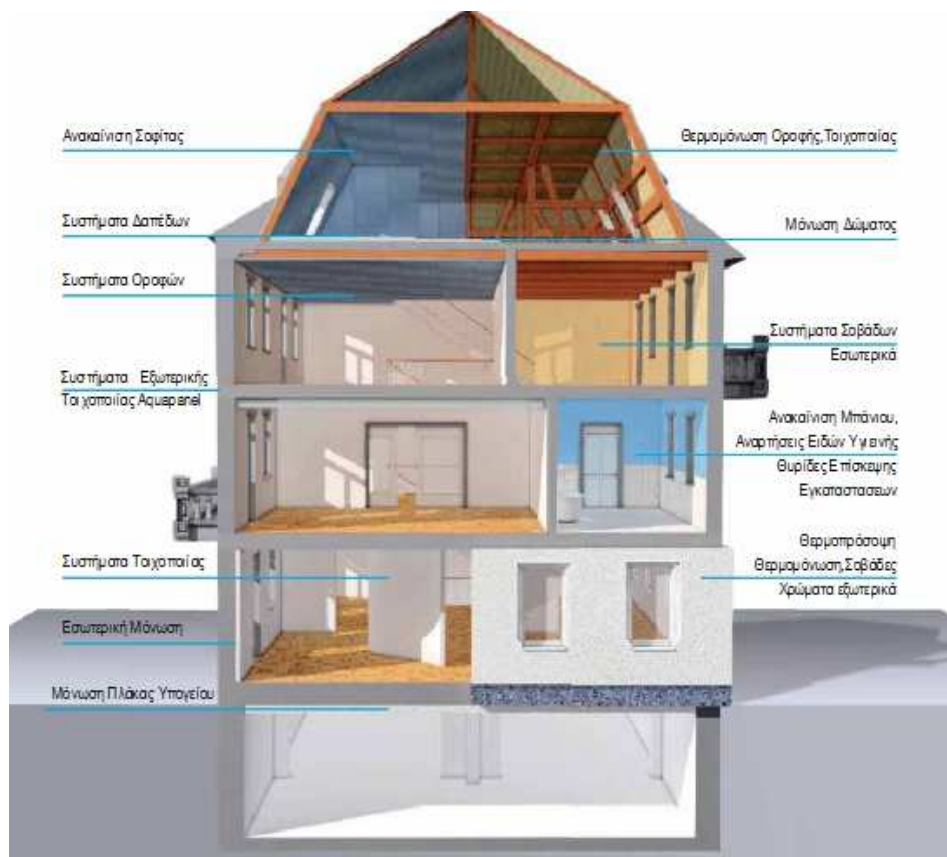 Ανακαίνιση Σοφίτας
Συστήματα Δαπέδων
Συστήματα Οροφών
Συστήματα Εξωτερικής
Τοιχοποιίας Aquapanel
Συστήματα Τοιχοποιίας
Εσωτερική Μόνωση
Μόνωση Πλάκας Υπογείου
Θερμομόνωση Οροφής,Τοιχοποιίας
Μόνωση Δώματος
Συστήματα Σοβάδων
Εσωτερικά
Ανακαίνιση Μπάνιου,
Αναρτήσεις Ειδών Υγιεινής
Θυρίδες Επίσκεψης
Εγκαταστασεων
Θερμοπρόσοψη
Θερμομόνωση,Σοβάδες
Χρώματα εξωτερικά